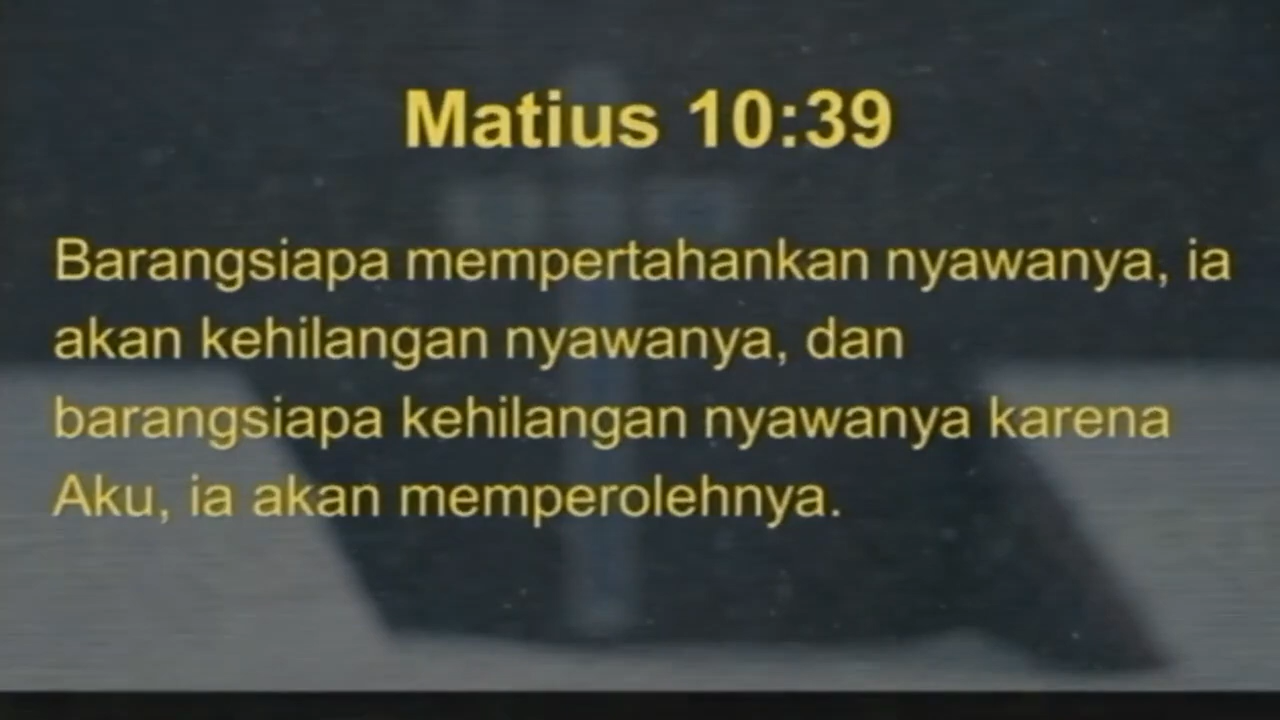 Matius 10:39
Barangsiapa mempertahankan nyawanya, ia
akan kehilangan nyawanya, dan
barangsiapa kehilangan nyawanya karena
Aku, ia akan memperolehnya.